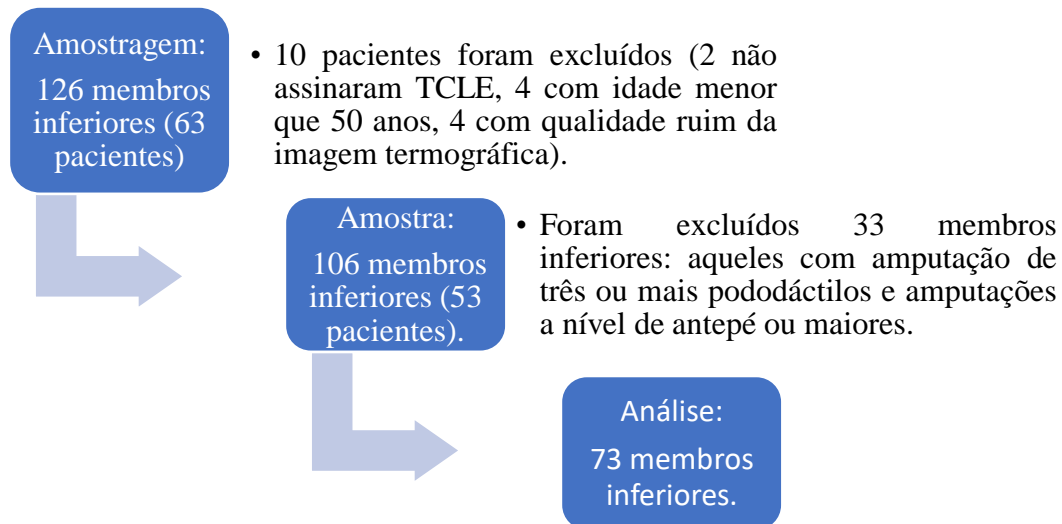 Amostragem:
126 membros
inferiores (63
pacientes)
• 10 pacientes foram excluídos (2 não
assinaram TCLE, 4 com idade menor
que 50 anos, 4 com qualidade ruim da
imagem termográfica).
Amostra:
106 membros
inferiores (53
pacientes).
• Foram excluídos 33 membros
inferiores: aqueles com amputação de
três ou mais pododáctilos e amputações
a nível de antepé ou maiores.
Análise:
73 membros
inferiores.